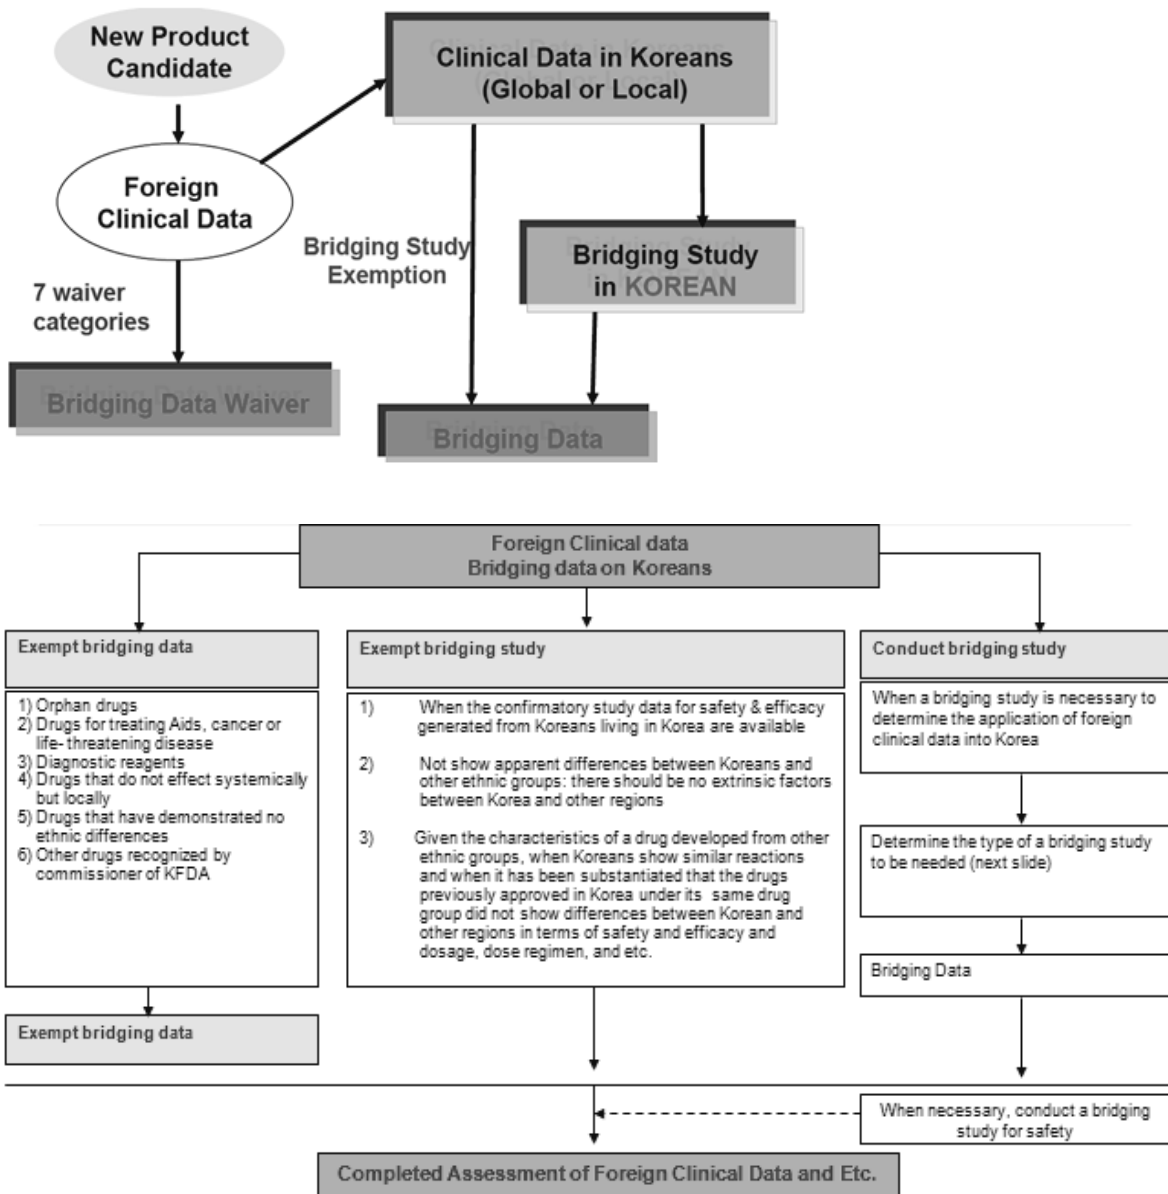 New Product
Candidate
Clinical Data in Koreans
(Global or Local)
Foreign
Clinical Data
Bridging Study
Exemption
Bridging Study
in KOREAN
7 waiver
categories
Bridging Data Waiver
Bridging Data
Foreign Clinical data
Bridging data on Koreans
Exempt bridging data
1) Orphan drugs
2) Drugs for treating Aids, cancer or
life- threatening disease
3) Diagnostic reagents
4) Drugs that do not effect systemically
but locally
5) Drugs that have demonstrated no
ethnic differences
6) Other drugs recognized by
commissioner of KFDA
Exempt bridging data
Exempt bridging study
1) When the confirmatory study data for safety & efficacy
generated from Koreans living in Korea are available
2) Not show apparent differences between Koreans and
other ethnic groups: there should be no extrinsic factors
between Korea and other regions
3) Given the characteristics of a drug developed from other
ethnic groups, when Koreans show similar reactions
and when it has been substantiated that the drugs
previously approved in Korea under its same drug
group did not show differences between Korean and
other regions in terms of safety and efficacy and
dosage, dose regimen, and etc.
Conduct bridging study
When a bridging study is necessary to
determine the application of foreign
clinical data into Korea
Determine the type of a bridging study
to be needed (next slide)
Bridging Data
When necessary, conduct a bridging
study for safety
Completed Assessment of Foreign Clinical Data and Etc.